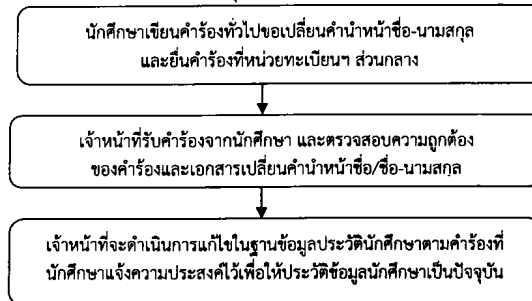 นักศึกษาเขียนคำร้องทั่วไปขอเปลี่ยนคำนำหน้าชื่อ-นามสกุล
และยื่นคำร้องที่หน่วยทะเบียนฯ ส่วนกลาง
เจ้าหน้าที่รับคำร้องจากนักศึกษา และตรวจสอบความถูกต้อง
ของคำร้องและเอกสารเปลี่ยนคำนำหน้าชื่อ/ชื่อ-นามสกุล
เจ้าหน้าที่จะดำเนินการแก้ไขในฐานข้อมูลประวัตินักศึกษาตามคำร้องที่
นักศึกษาแจ้งความประสงค์ไว้เพื่อให้ประวัติข้อมูลนักศึกษาเป็นปัจจุบัน